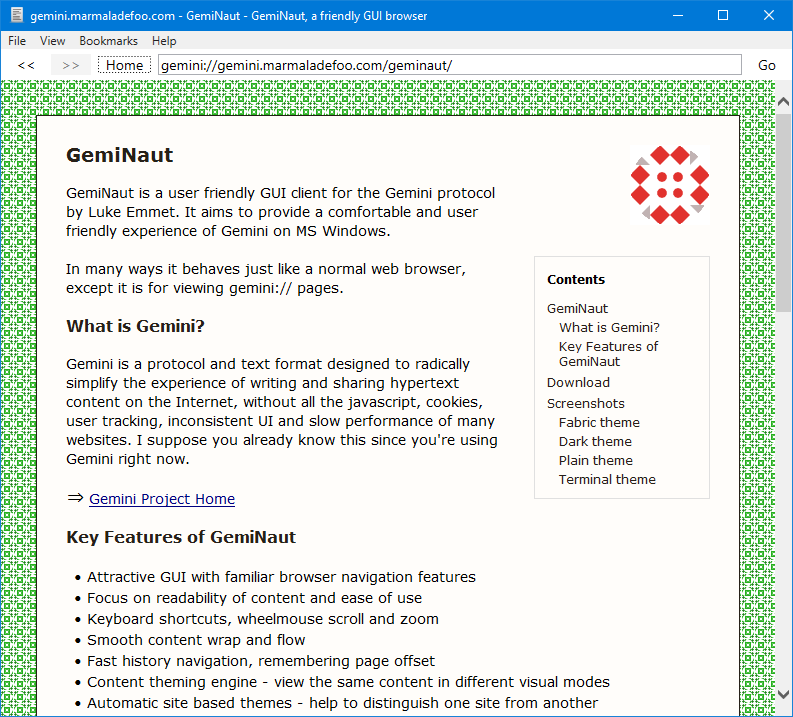 gemini.marmaladefoo.com - GemiNaut - GemiNaut, a friendly GUI browser
File View Bookmarks Help
<< >> Home gemini://gemini.marmaladefoo.com/geminaut/ Go
GemiNaut
GemiNaut is a user friendly GUI client for the Gemini protocol
by Luke Emmet. It aims to provide a comfortable and user
friendly experience of Gemini on MS Windows.
In many ways it behaves just like a normal web browser,
except it is for viewing gemini:// pages.
What is Gemini?
Gemini is a protocol and text format designed to radically
simplify the experience of writing and sharing hypertext
content on the Internet, without all the javascript, cookies,
user tracking, inconsistent UI and slow performance of many
websites. I suppose you already know this since you're using
Gemini right now.
⇒ Gemini Project Home
Contents
GemiNaut
What is Gemini?
Key Features of
GemiNaut
Download
Screenshots
Fabric theme
Dark theme
Plain theme
Terminal theme
Key Features of GemiNaut
• Attractive GUI with familiar browser navigation features
• Focus on readability of content and ease of use
• Keyboard shortcuts, wheelmouse scroll and zoom
• Smooth content wrap and flow
• Fast history navigation, remembering page offset
• Content theming engine - view the same content in different visual modes
• Automatic site based themes - help to distinguish one site from another